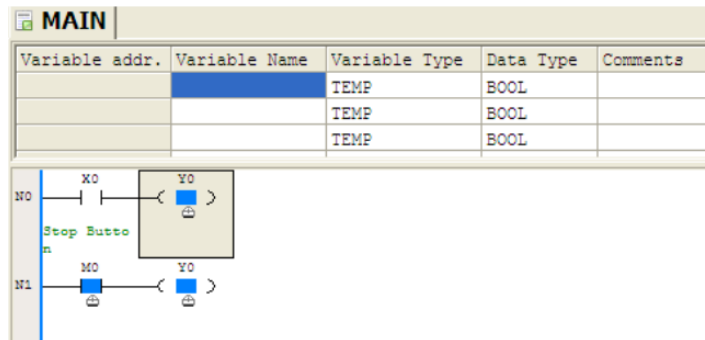 MAIN
Variable addr. Variable Name Variable Type Data Type Comments
TEMP BOOL
TEMP BOOL
TEMP BOOL
X0 Y0
N0
Stop Butto
n
M0 Y0
N1